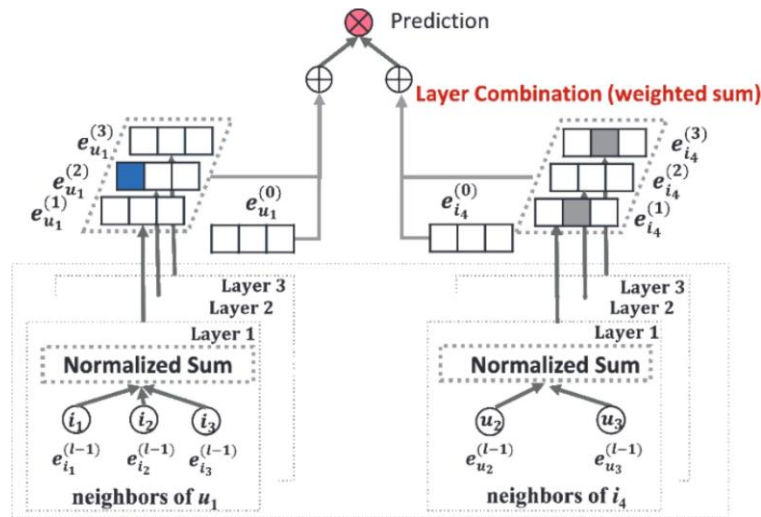 Prediction
Layer Combination (weighted sum)
e_{u_1}^{(3)}
e_{u_1}^{(2)}
e_{u_1}^{(1)}
e_{u_1}^{(0)}
e_{i_4}^{(0)}
e_{i_4}^{(3)}
e_{i_4}^{(2)}
e_{i_4}^{(1)}
Layer 3
Layer 2
Layer 1
Normalized Sum
i_1 i_2 i_3
e_{i_1}^{(l-1)} e_{i_2}^{(l-1)} e_{i_3}^{(l-1)}
neighbors of u_1
Layer 3
Layer 2
Layer 1
Normalized Sum
u_2 u_3
e_{u_2}^{(l-1)} e_{u_3}^{(l-1)}
neighbors of i_4